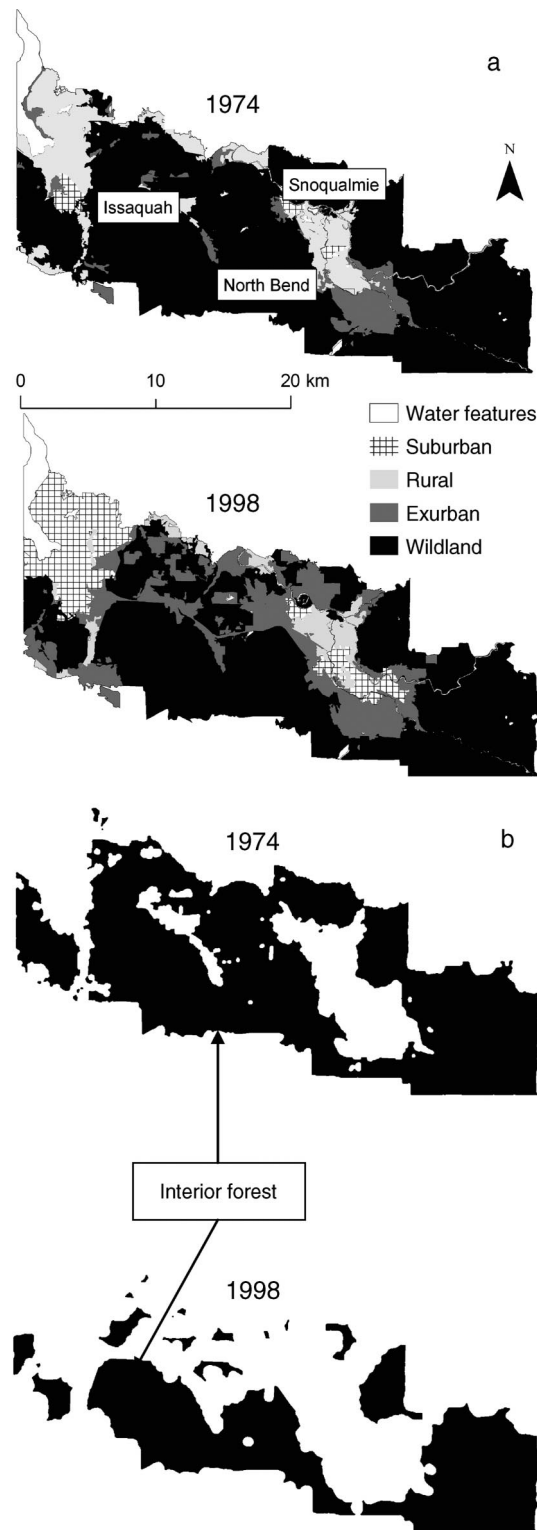 a
1974
N
Snoqualmie
Issaquah
North Bend
0 10 20 km
Water features
Suburban
Rural
Exurban
Wildland
1998
b
1974
Interior forest
1998